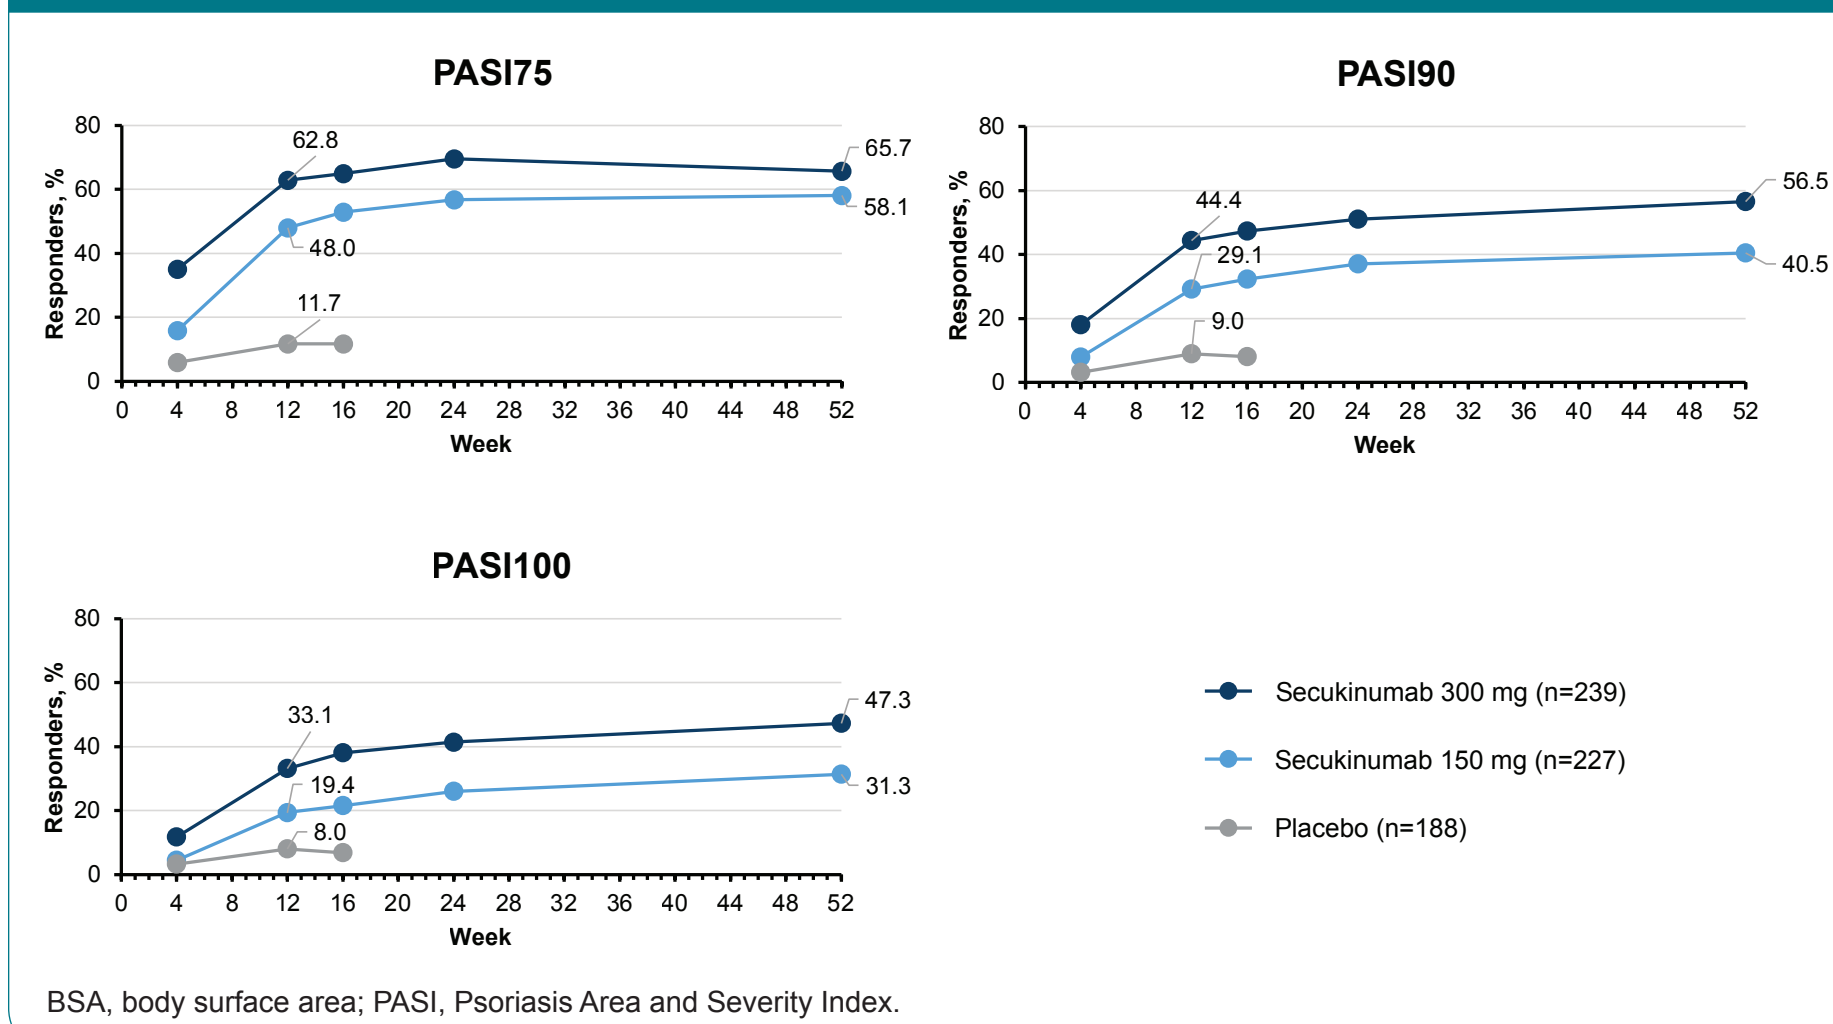 PASI75
80
60
40
20
0
Responders, %
62.8
65.7
48.0
58.1
11.7
0 4 8 12 16 20 24 28 32 36 40 44 48 52
Week
PASI90
80
60
40
20
0
Responders, %
44.4
56.5
29.1
40.5
9.0
0 4 8 12 16 20 24 28 32 36 40 44 48 52
Week
PASI100
80
60
40
20
0
Responders, %
33.1
47.3
19.4
31.3
8.0
0 4 8 12 16 20 24 28 32 36 40 44 48 52
Week
Secukinumab 300 mg (n=239)
Secukinumab 150 mg (n=227)
Placebo (n=188)
BSA, body surface area; PASI, Psoriasis Area and Severity Index.